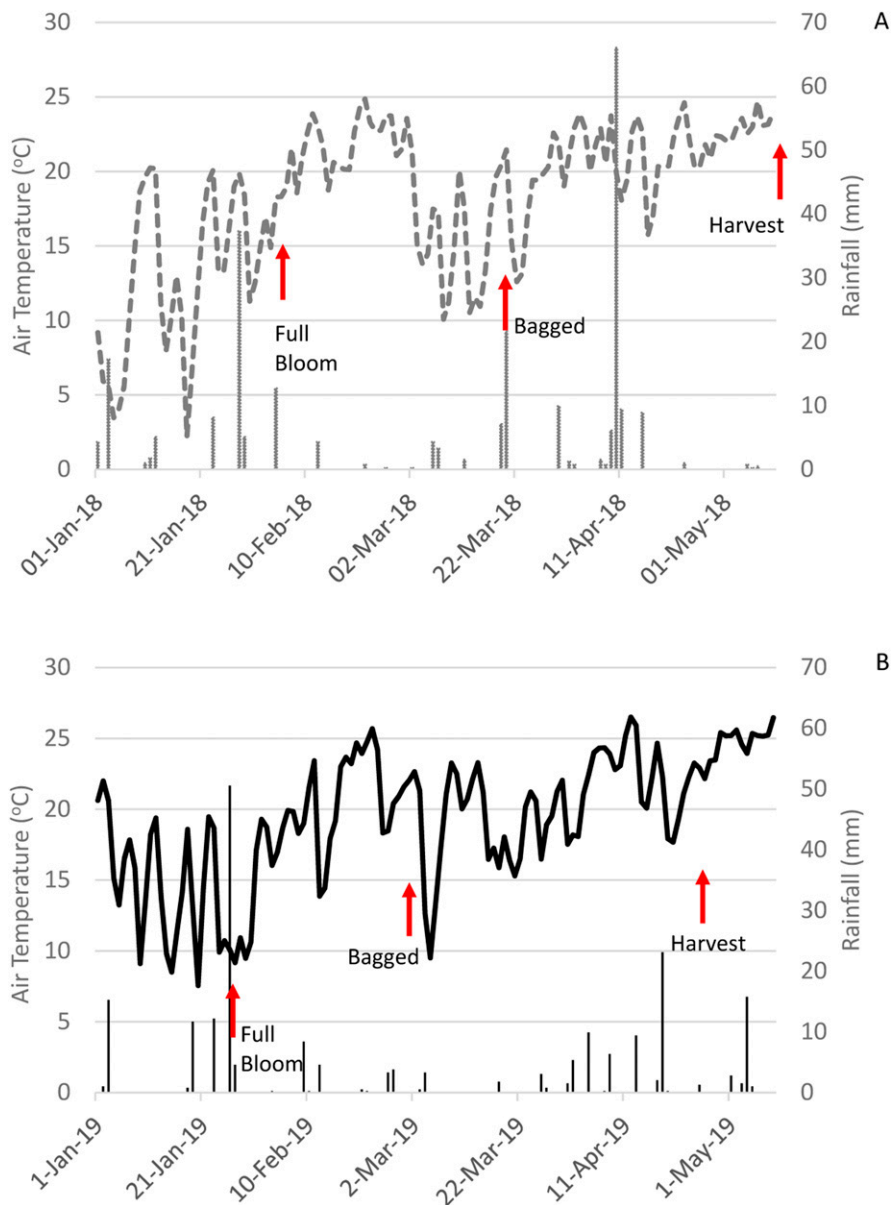 A
30
25
20
15
10
5
0
Air Temperature (°C)
70
60
50
40
30
20
10
0
Rainfall (mm)
Full
Bloom
Bagged
Harvest
01-Jan-18
21-Jan-18
10-Feb-18
02-Mar-18
22-Mar-18
11-Apr-18
01-May-18
B
30
25
20
15
10
5
0
Air Temperature (°C)
70
60
50
40
30
20
10
0
Rainfall (mm)
Full
Bloom
Bagged
Harvest
1-Jan-19
21-Jan-19
10-Feb-19
2-Mar-19
22-Mar-19
11-Apr-19
1-May-19